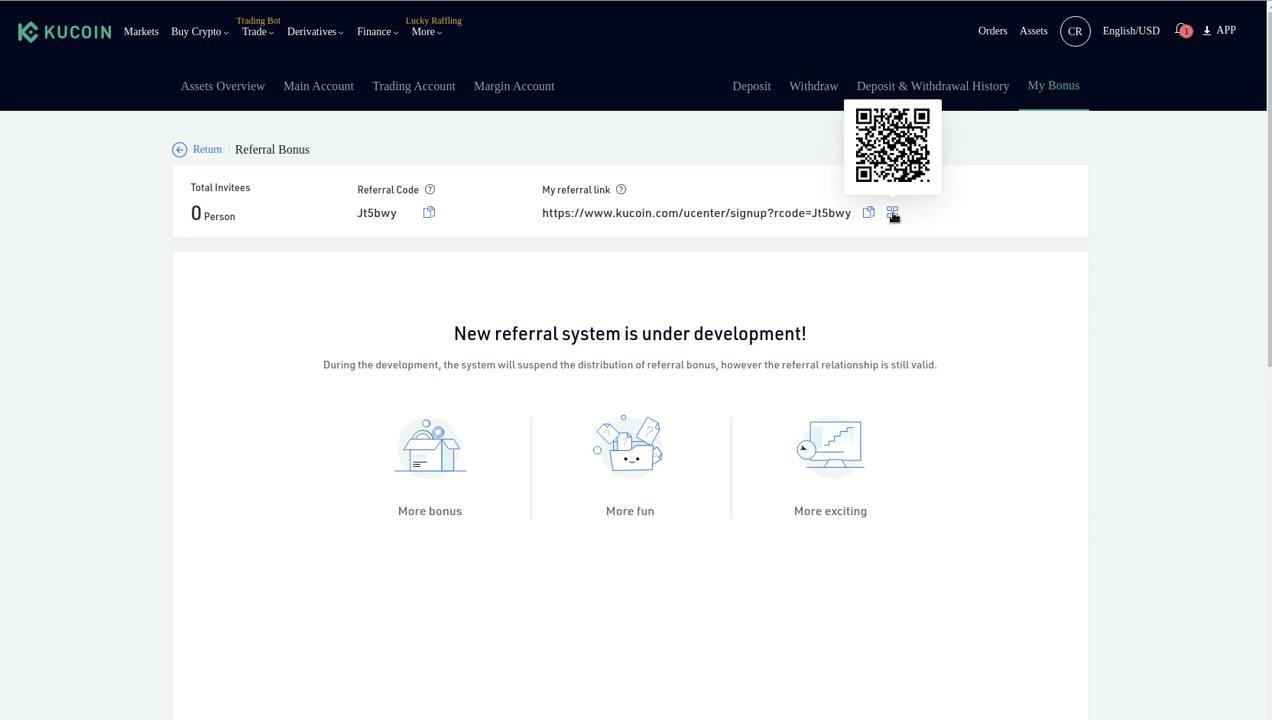 KUCOIN
Markets
Buy Crypto
Trading Bot
Trade
Derivatives
Finance
Lucky Raffling
More
Orders
Assets
CR
English/USD
1
APP
Assets Overview
Main Account
Trading Account
Margin Account
Deposit
Withdraw
Deposit & Withdrawal History
My Bonus
Return
Referral Bonus
Total Invitees
0 Person
Referral Code ?
Jt5bwy
My referral link ?
https://www.kucoin.com/ucenter/signup?rcode=Jt5bwy
New referral system is under development!
During the development, the system will suspend the distribution of referral bonus, however the referral relationship is still valid.
More bonus
More fun
More exciting